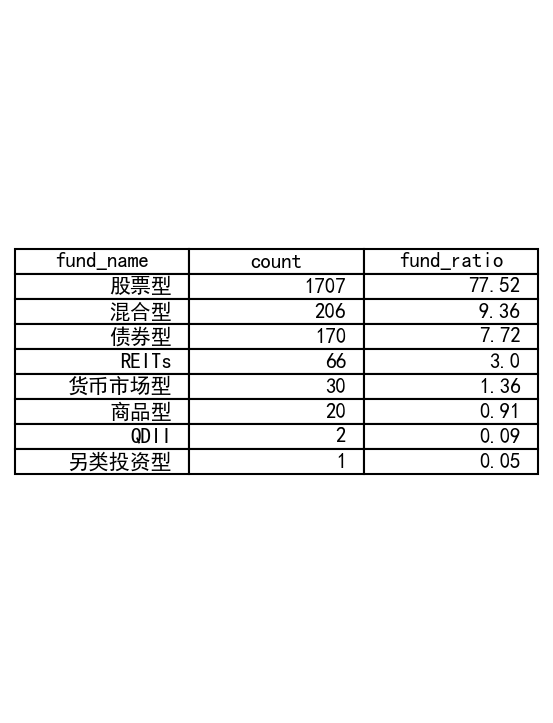 fund_name count fund_ratio
股票型 1707 77.52
混合型 206 9.36
债券型 170 7.72
REITs 66 3.0
货币市场型 30 1.36
商品型 20 0.91
QDII 2 0.09
另类投资型 1 0.05